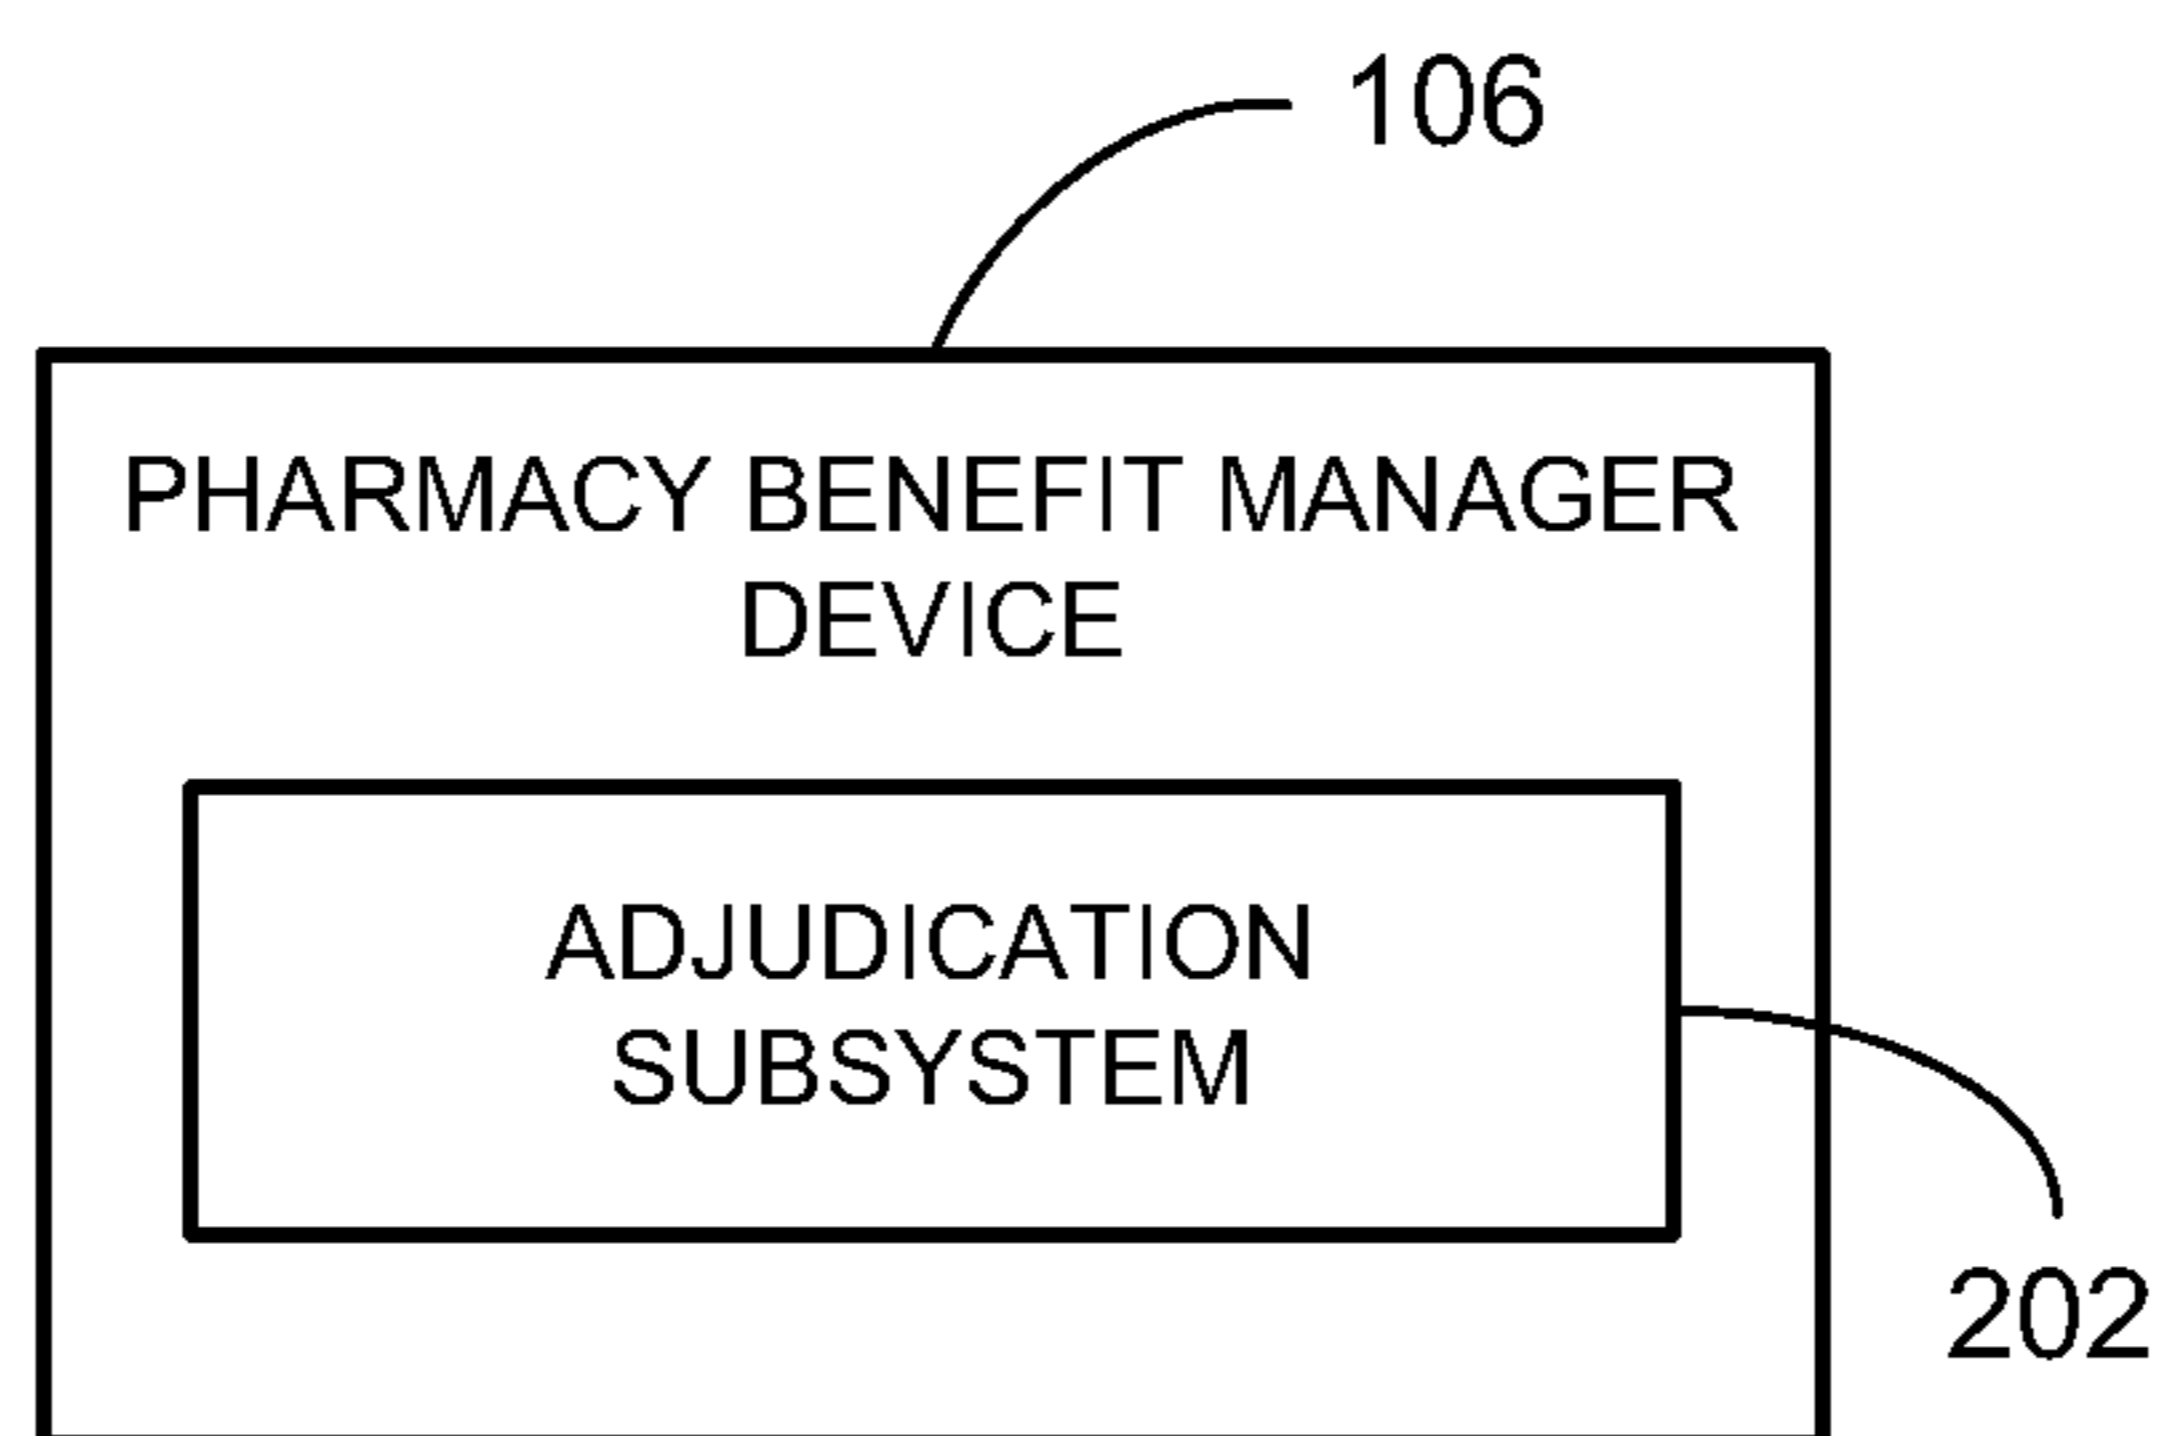 106
PHARMACY BENEFIT MANAGER
DEVICE
ADJUDICATION
SUBSYSTEM
202